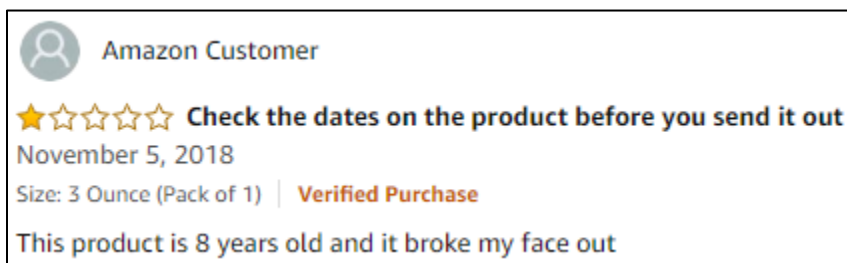 Amazon Customer
Check the dates on the product before you send it out
November 5, 2018
Size: 3 Ounce (Pack of 1) | Verified Purchase
This product is 8 years old and it broke my face out